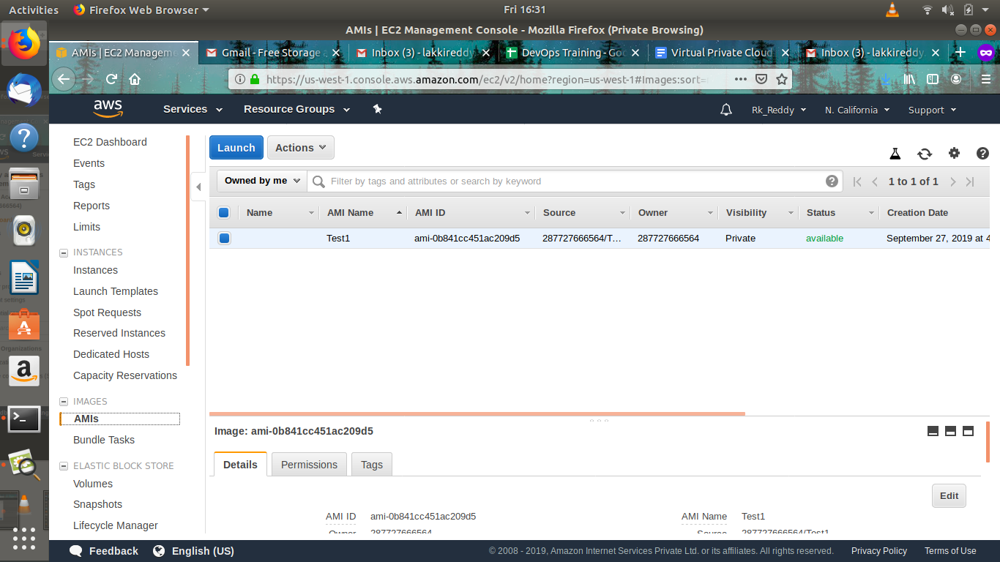 Activities
Firefox Web Browser
Fri 16:31
AMIs | EC2 Management Console - Mozilla Firefox (Private Browsing)
AMIs | EC2 Manageme
Gmail - Free Storage a
Inbox (3) - lakkireddy
DevOps Training - Goo
Virtual Private Cloud
Inbox (3) - lakkireddy.
https://us-west-1.console.aws.amazon.com/ec2/v2/home?region=us-west-1#Images:sort=
aws
Services
Resource Groups
Rk_Reddy
N. California
Support
EC2 Dashboard
Events
Tags
Reports
Limits
INSTANCES
Instances
Launch Templates
Spot Requests
Reserved Instances
Dedicated Hosts
Capacity Reservations
IMAGES
AMIs
Bundle Tasks
ELASTIC BLOCK STORE
Volumes
Snapshots
Lifecycle Manager
Launch
Actions
Owned by me
Filter by tags and attributes or search by keyword
1 to 1 of 1
Name AMI Name AMI ID Source Owner Visibility Status Creation Date
Test1 ami-0b841cc451ac209d5 287727666564/T... 287727666564 Private available September 27, 2019 at 4
Image: ami-0b841cc451ac209d5
Details
Permissions
Tags
Edit
AMI ID ami-0b841cc451ac209d5
AMI Name Test1
Owner 287727666564
Source 287727666564/Test1
Feedback
English (US)
© 2008 - 2019, Amazon Internet Services Private Ltd. or its affiliates. All rights reserved.
Privacy Policy
Terms of Use